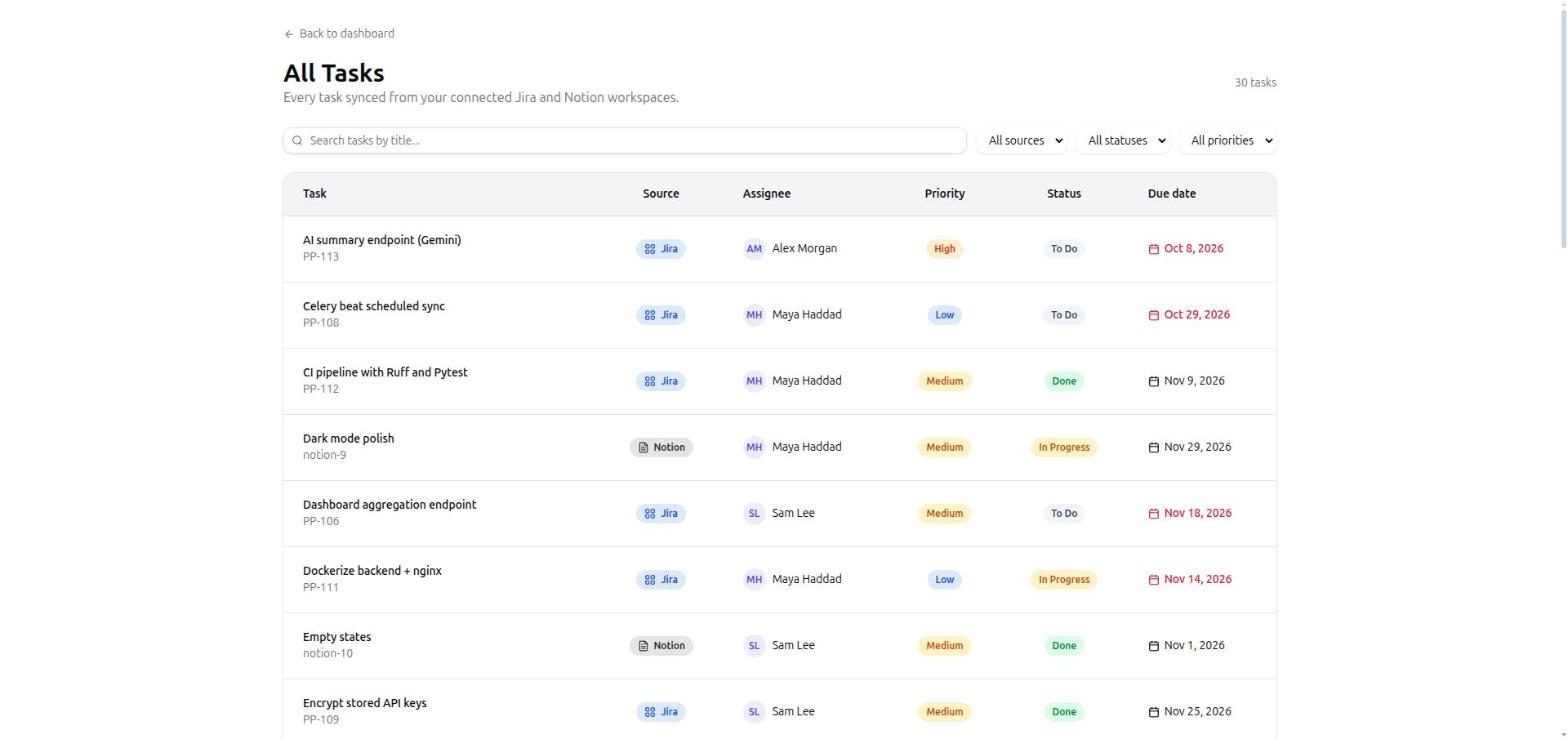 Back to dashboard
All Tasks
Every task synced from your connected Jira and Notion workspaces.
30 tasks
Search tasks by title...
All sources All statuses All priorities
Task Source Assignee Priority Status Due date
AI summary endpoint (Gemini)
PP-113
Jira AM Alex Morgan High To Do Oct 8, 2026
Celery beat scheduled sync
PP-108
Jira MH Maya Haddad Low To Do Oct 29, 2026
CI pipeline with Ruff and Pytest
PP-112
Jira MH Maya Haddad Medium Done Nov 9, 2026
Dark mode polish
notion-9
Notion MH Maya Haddad Medium In Progress Nov 29, 2026
Dashboard aggregation endpoint
PP-106
Jira SL Sam Lee Medium To Do Nov 18, 2026
Dockerize backend + nginx
PP-111
Jira MH Maya Haddad Low In Progress Nov 14, 2026
Empty states
notion-10
Notion SL Sam Lee Medium Done Nov 1, 2026
Encrypt stored API keys
PP-109
Jira SL Sam Lee Medium Done Nov 25, 2026